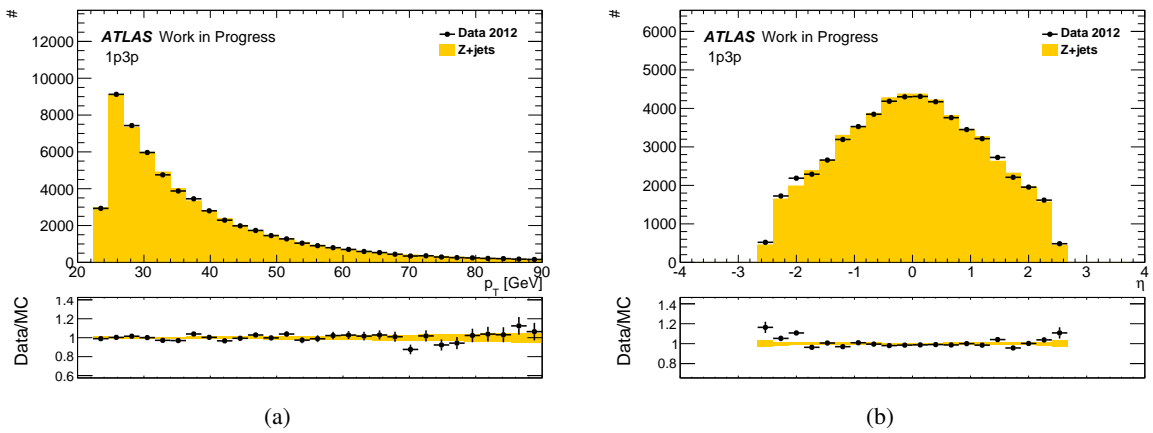 #
ATLAS Work in Progress
1p3p
Data 2012
Z+jets
12000
10000
8000
6000
4000
2000
0
20 30 40 50 60 70 80 90
p_T [GeV]
Data/MC
1.4
1.2
1
0.8
0.6
(a)
#
ATLAS Work in Progress
1p3p
Data 2012
Z+jets
6000
5000
4000
3000
2000
1000
0
-4 -3 -2 -1 0 1 2 3 4
η
Data/MC
1.4
1.2
1
0.8
(b)